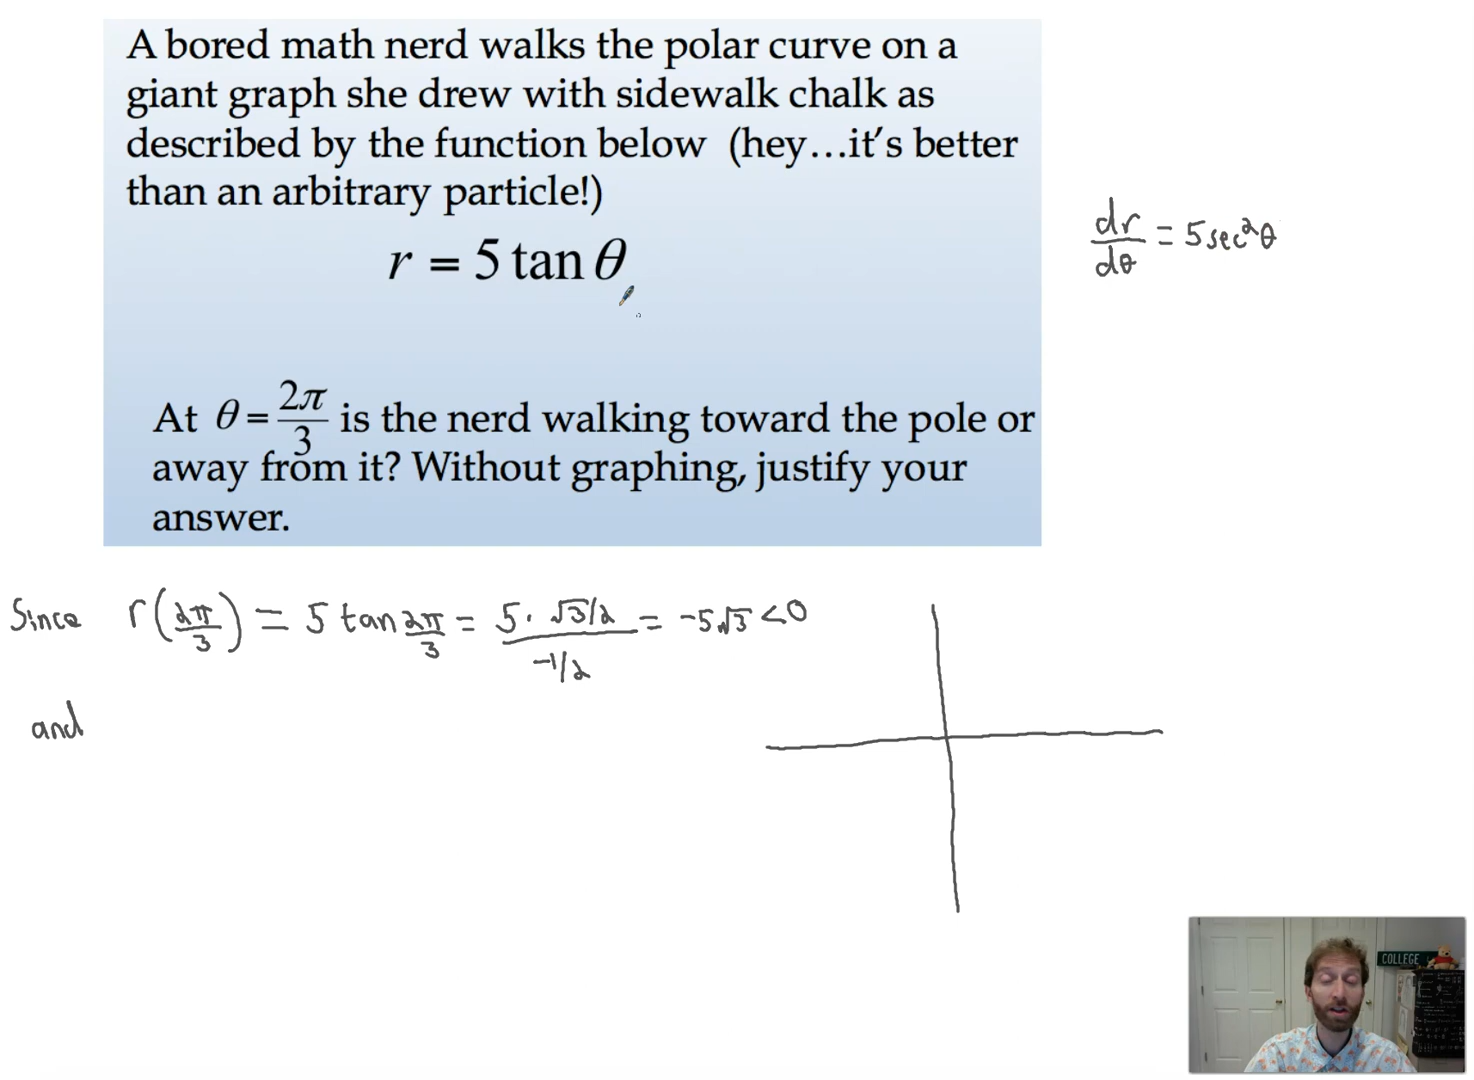 A bored math nerd walks the polar curve on a
giant graph she drew with sidewalk chalk as
described by the function below (hey...it's better
than an arbitrary particle!)
r = 5 tan θ
At θ = 2π/3 is the nerd walking toward the pole or
away from it? Without graphing, justify your
answer.
dr/dθ = 5 sec²θ
Since r(2π/3) = 5 tan 2π/3 = (5 · √3/2)/(-1/2) = -5√3 < 0
and
COLLEGE